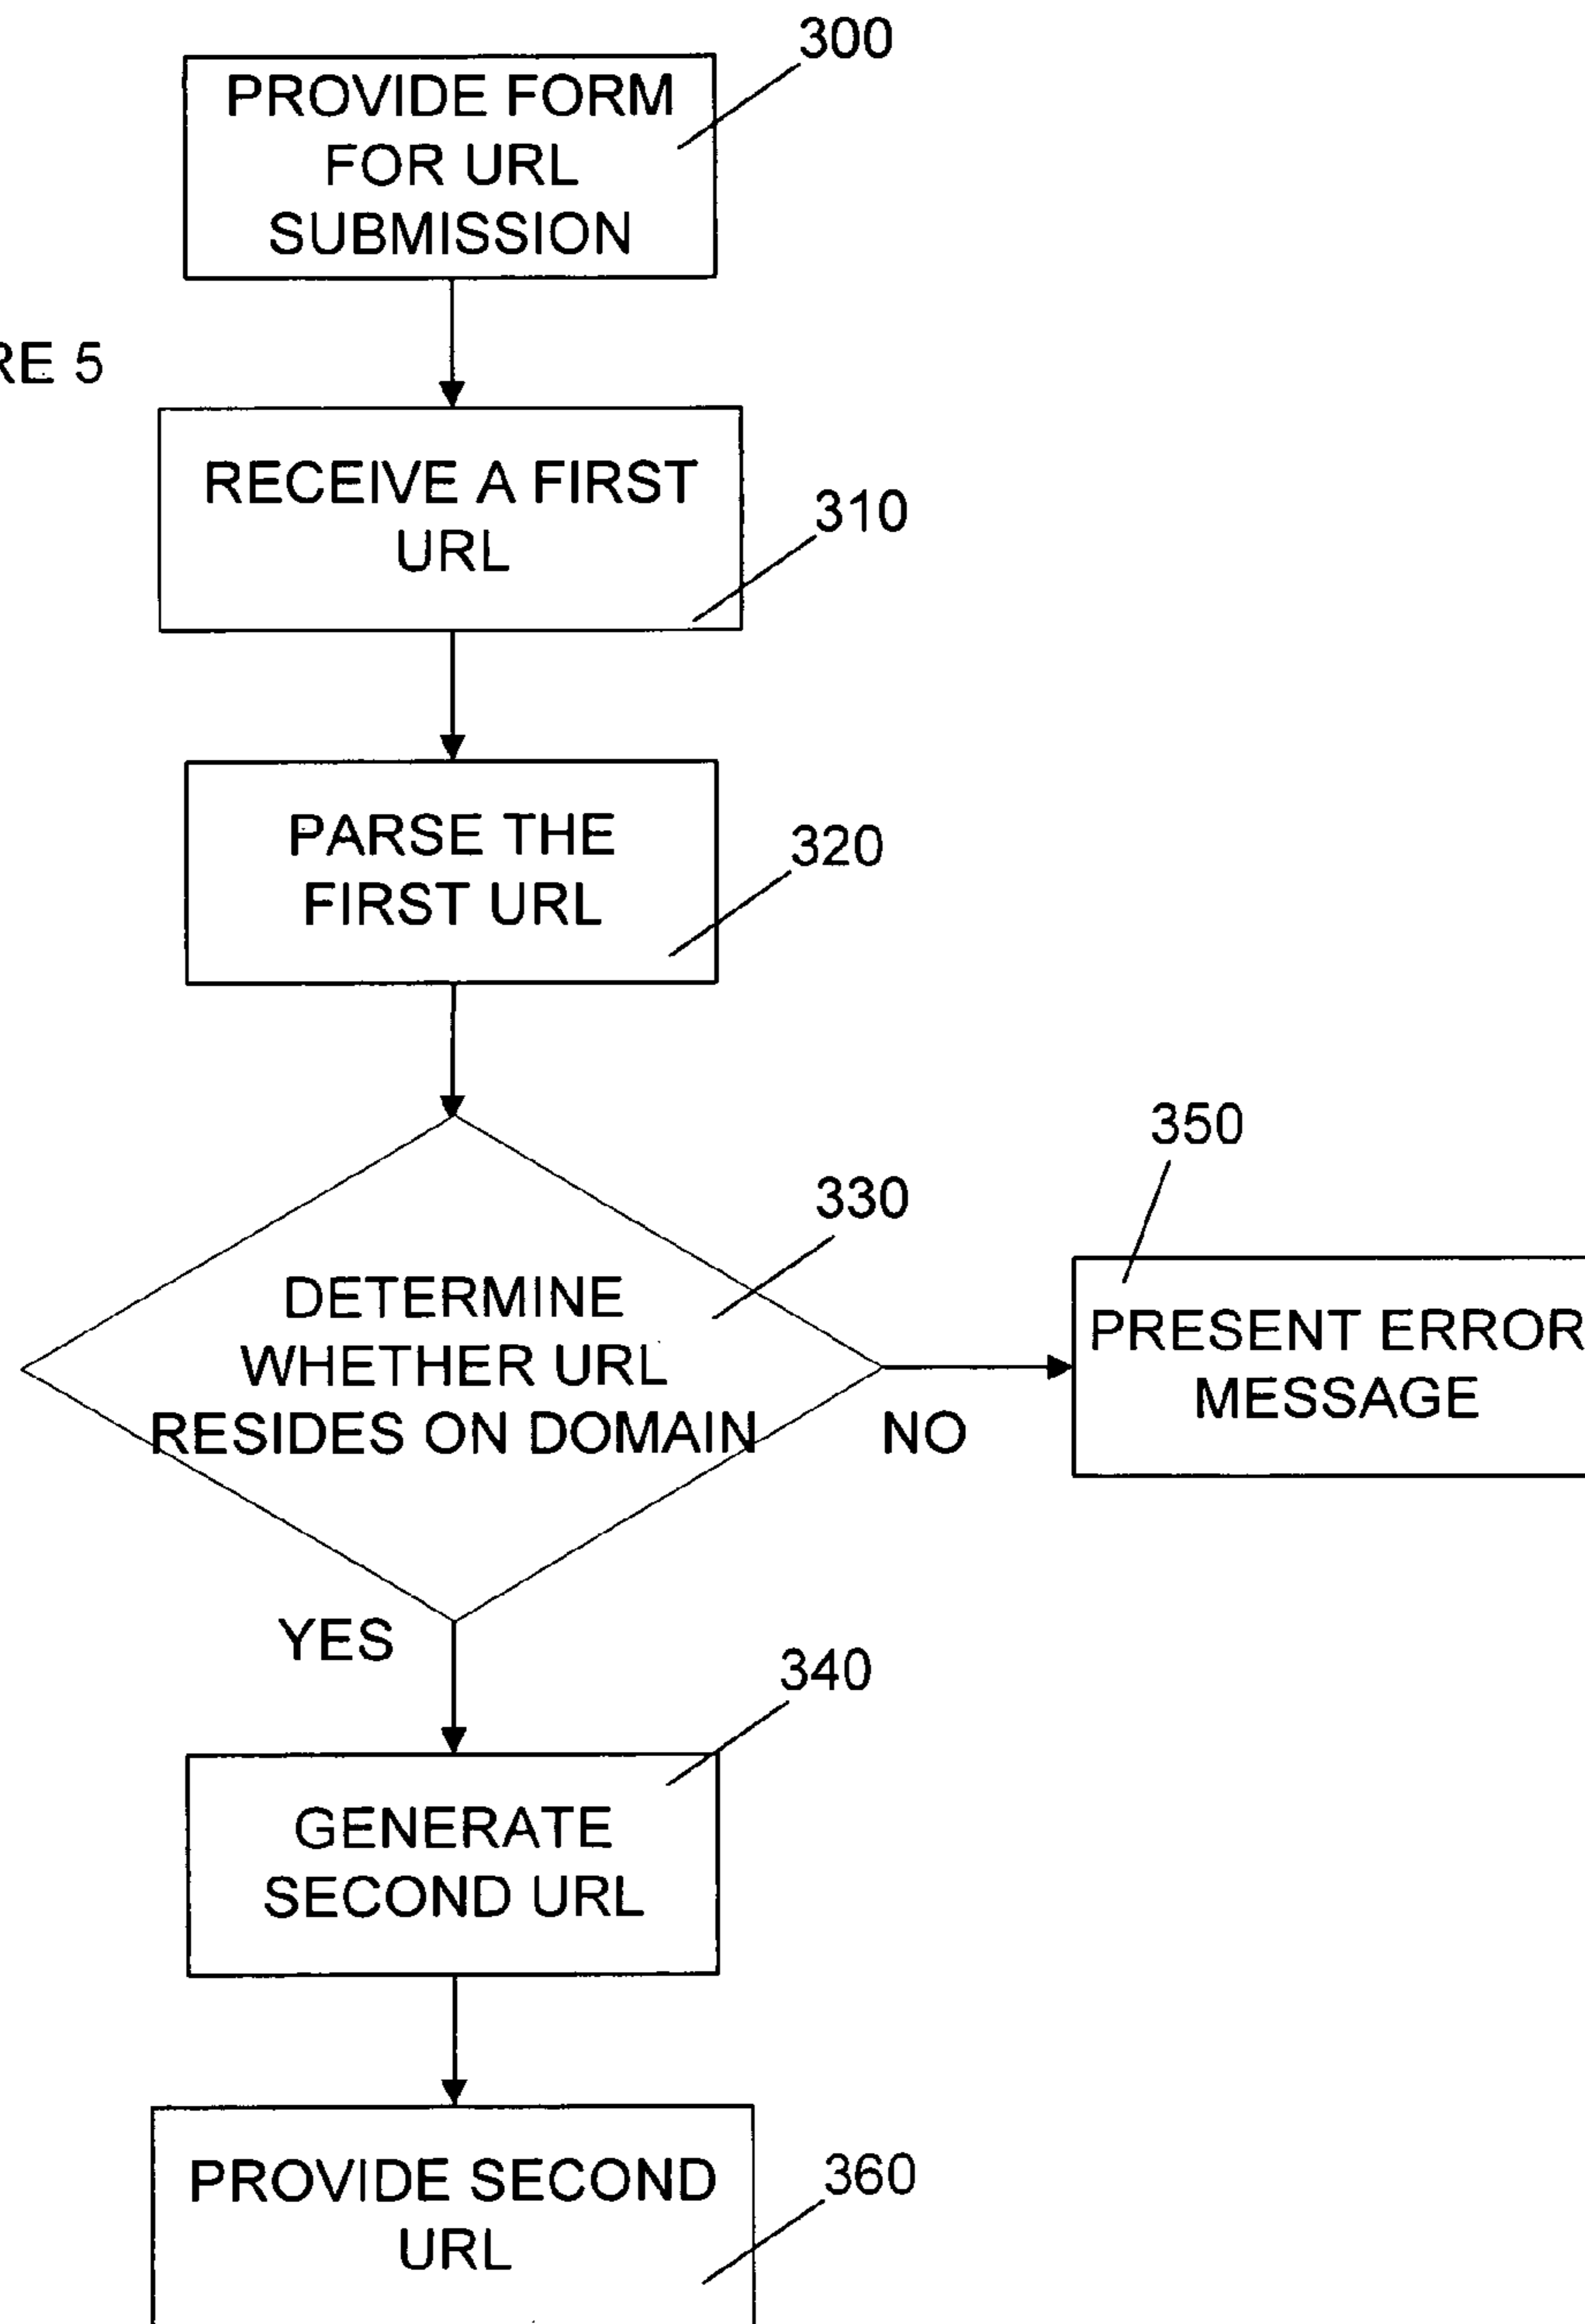 300
PROVIDE FORM
FOR URL
SUBMISSION
RE 5
RECEIVE A FIRST
URL
310
PARSE THE
FIRST URL
320
330
DETERMINE
WHETHER URL
RESIDES ON DOMAIN
350
PRESENT ERROR
MESSAGE
NO
YES
340
GENERATE
SECOND URL
PROVIDE SECOND
URL
360